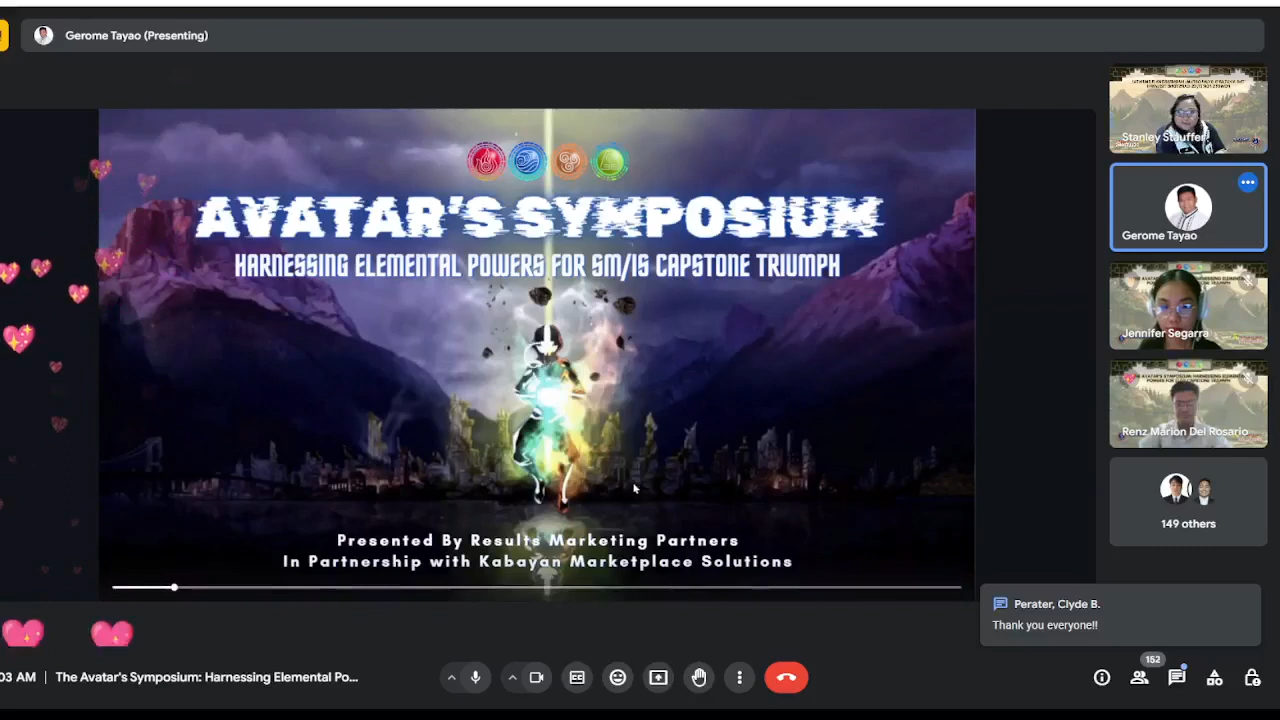 Gerome Tayao (Presenting)
AVATAR'S SYMPOSIUM
HARNESSING ELEMENTAL POWERS FOR SM/IS CAPSTONE TRIUMPH
Presented By Results Marketing Partners
In Partnership with Kabayan Marketplace Solutions
Stanley Stauffer
Gerome Tayao
Jennifer Segarra
Renz Marion Del Rosario
149 others
Perater, Clyde B.
Thank you everyone!!
03 AM | The Avatar's Symposium: Harnessing Elemental Po...
152